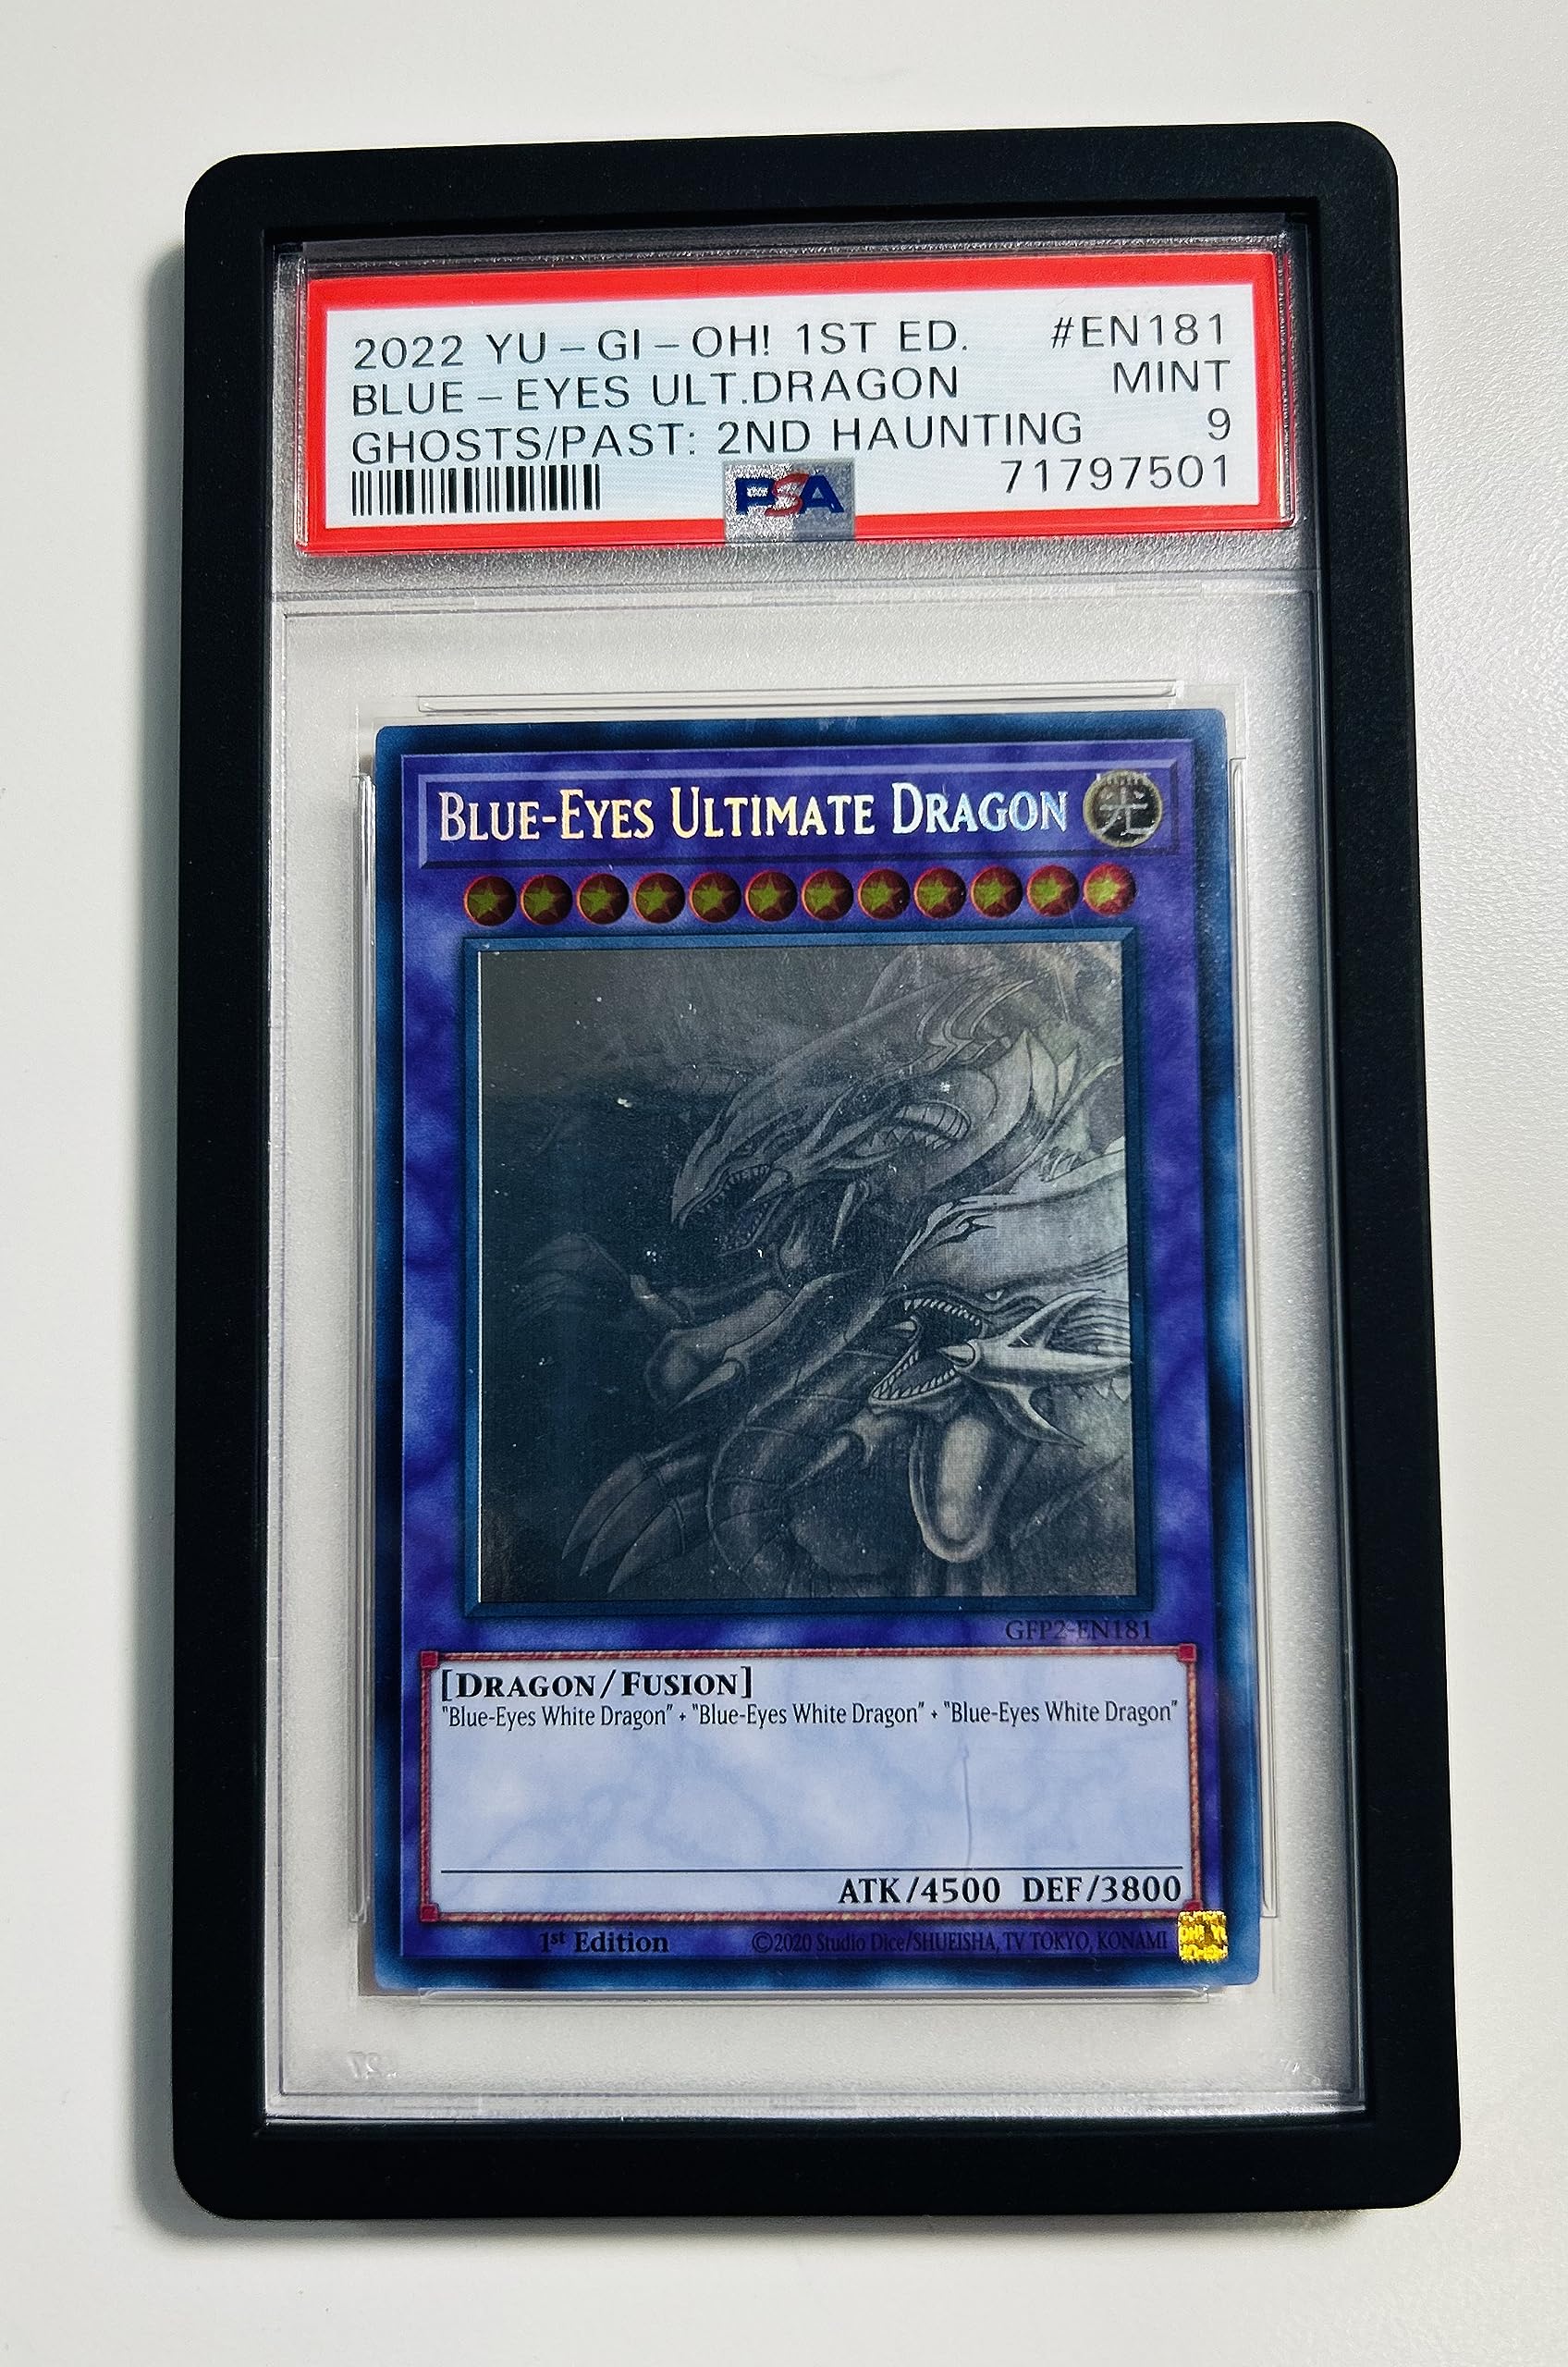 2022 YU-GI-OH! 1ST ED. #EN181
BLUE-EYES ULT.DRAGON MINT
GHOSTS/PAST: 2ND HAUNTING 9
PSA 71797501
BLUE-EYES ULTIMATE DRAGON 光
GFP2-EN181
[DRAGON/FUSION]
"Blue-Eyes White Dragon" + "Blue-Eyes White Dragon" + "Blue-Eyes White Dragon"
ATK/4500 DEF/3800
1st Edition ©2020 Studio Dice/SHUEISHA, TV TOKYO, KONAMI